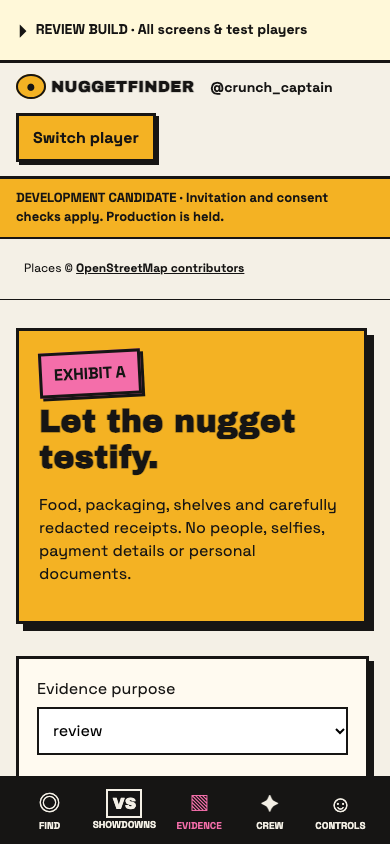 REVIEW BUILD · All screens & test players
NUGGETFINDER
@crunch_captain
Switch player
DEVELOPMENT CANDIDATE · Invitation and consent
checks apply. Production is held.
Places © OpenStreetMap contributors
EXHIBIT A
Let the nugget
testify.
Food, packaging, shelves and carefully
redacted receipts. No people, selfies,
payment details or personal
documents.
Evidence purpose
review
VS
FIND
SHOWDOWNS
EVIDENCE
CREW
CONTROLS